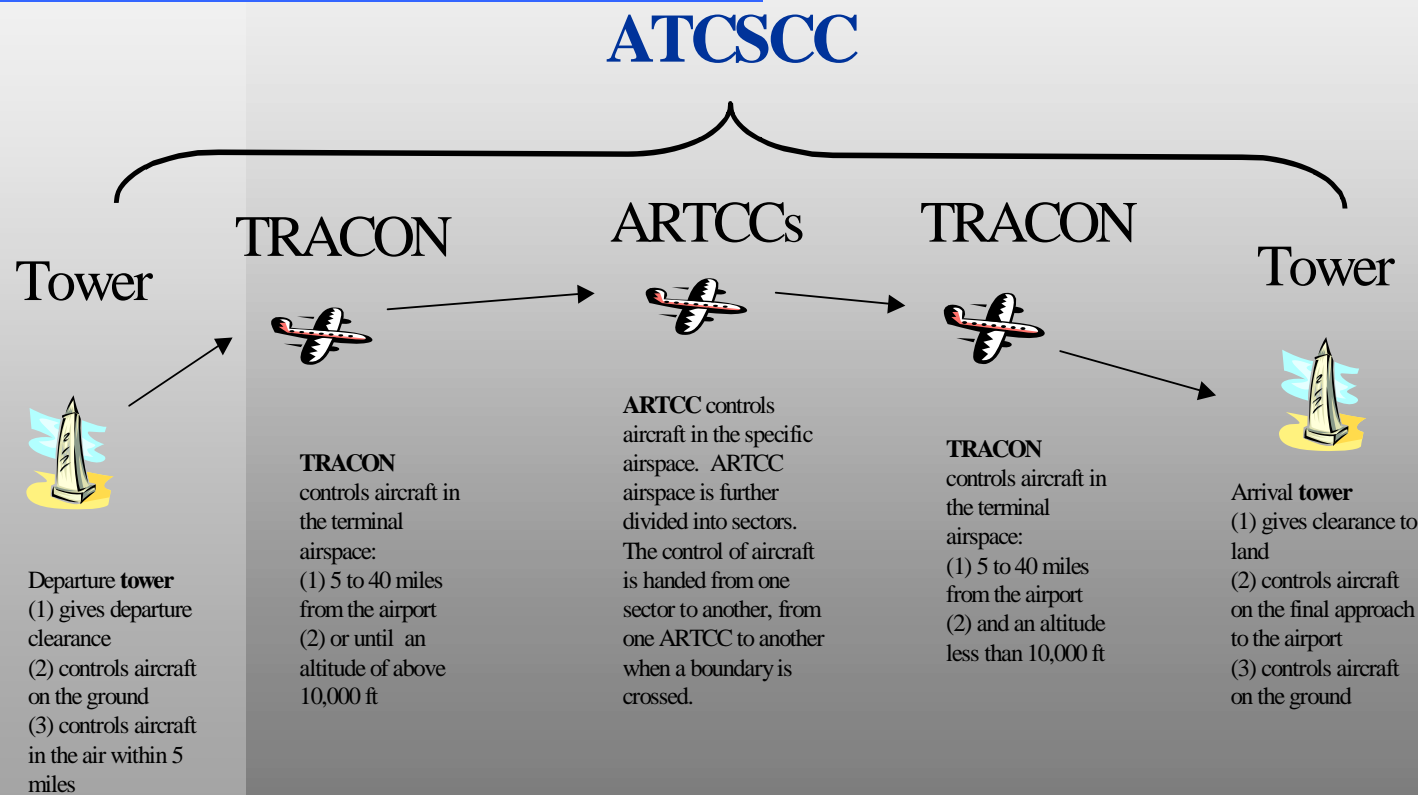 ATCSCC
Tower
TRACON
ARTCCs
TRACON
Tower
Departure tower
(1) gives departure
clearance
(2) controls aircraft
on the ground
(3) controls aircraft
in the air within 5
miles
TRACON
controls aircraft in
the terminal
airspace:
(1) 5 to 40 miles
from the airport
(2) or until an
altitude of above
10,000 ft
ARTCC controls
aircraft in the specific
airspace. ARTCC
airspace is further
divided into sectors.
The control of aircraft
is handed from one
sector to another, from
one ARTCC to another
when a boundary is
crossed.
TRACON
controls aircraft in
the terminal
airspace:
(1) 5 to 40 miles
from the airport
(2) and an altitude
less than 10,000 ft
Arrival tower
(1) gives clearance to
land
(2) controls aircraft
on the final approach
to the airport
(3) controls aircraft
on the ground